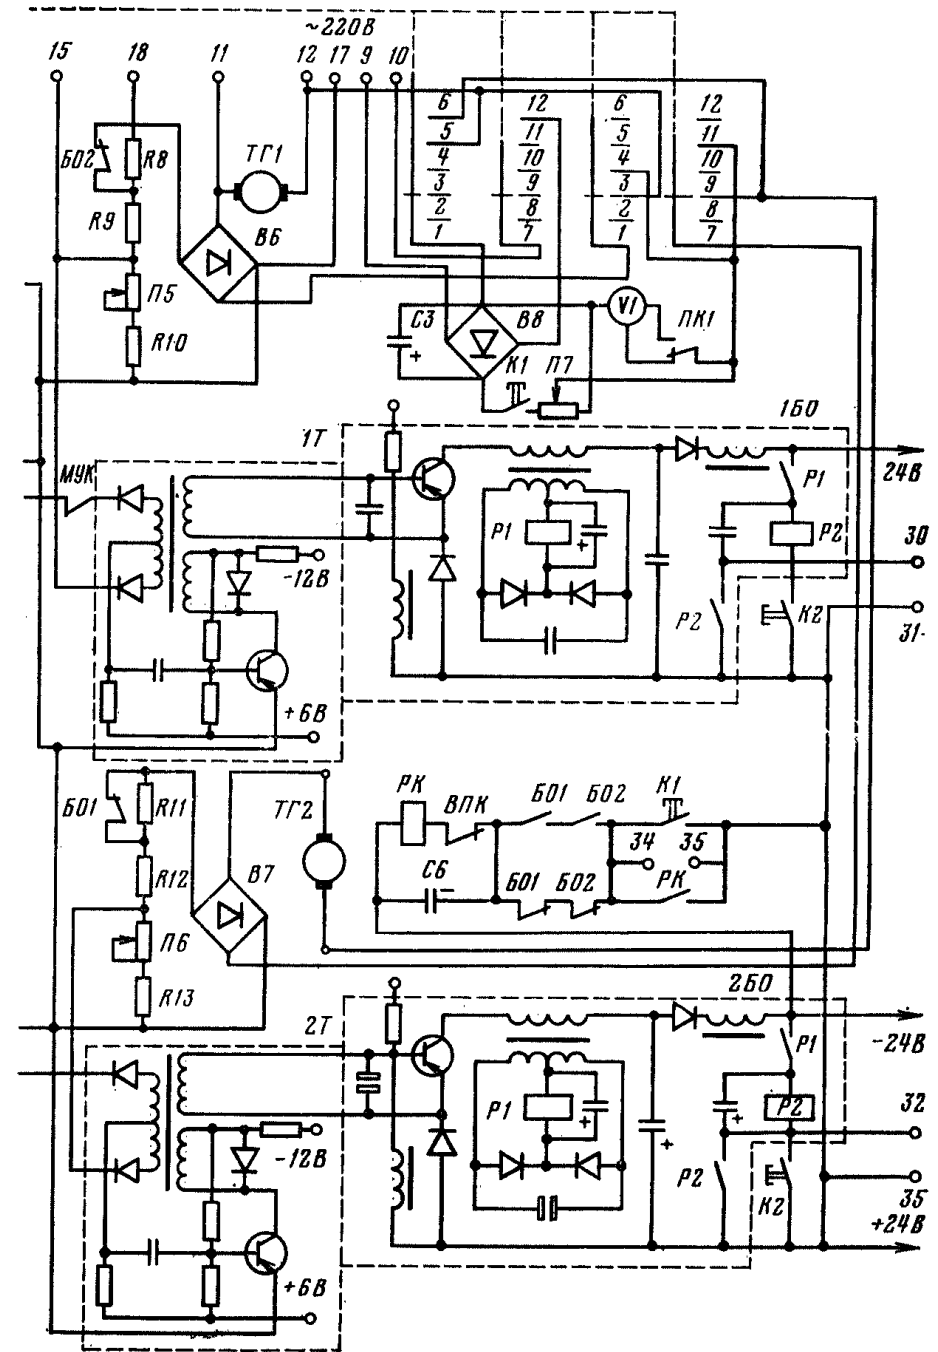 ~220В
15 18 11 12 17 9 10
6 12 6 12
5 11 5 11
4 10 4 10
3 9 3 9
2 8 2 8
1 7 1 7
БО2 R8 ТГ1
R9 В6
П5
R10
С3 + В8 V1 ПК1
К1 П7
1Т 1БО
24В
МУК
Р1 +
Р1
Р2
30
-12В
Р2 К2
31-
+6В
БО1 R11 ТГ2
R12 В7
П6
R13
РК ВПК БО1 БО2 К1
34 35
С6 − БО1 БО2 РК
2Т 2БО
-24В
Р1
Р1 +
+
+ Р2
32
-12В
Р2 К2
35
+24В
+6В